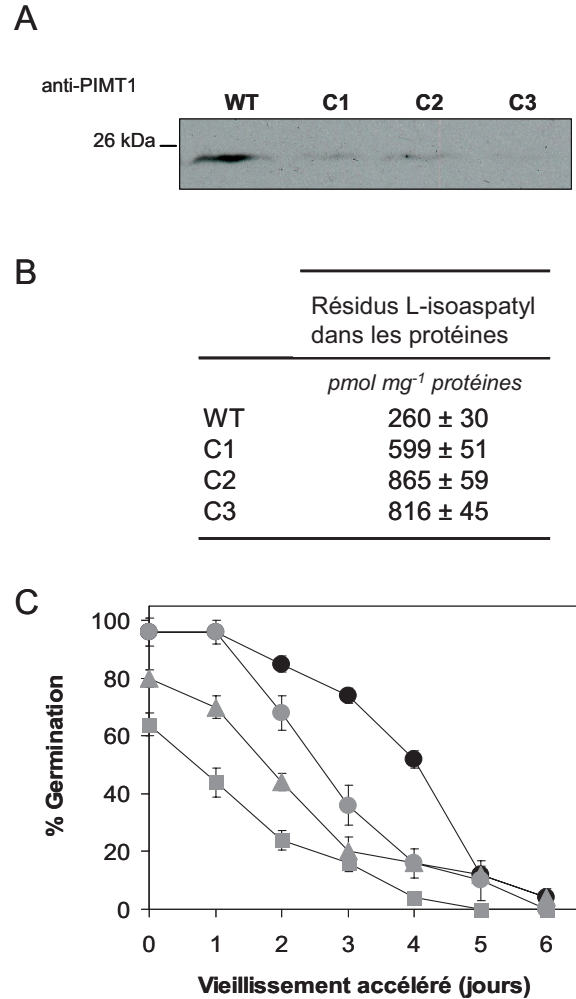 A
anti-PIMT1
WT C1 C2 C3
26 kDa
B
Résidus L-isoaspatyl
dans les protéines
pmol mg-1 protéines
WT 260 ± 30
C1 599 ± 51
C2 865 ± 59
C3 816 ± 45
C
% Germination
100
80
60
40
20
0
0 1 2 3 4 5 6
Vieillissement accéléré (jours)